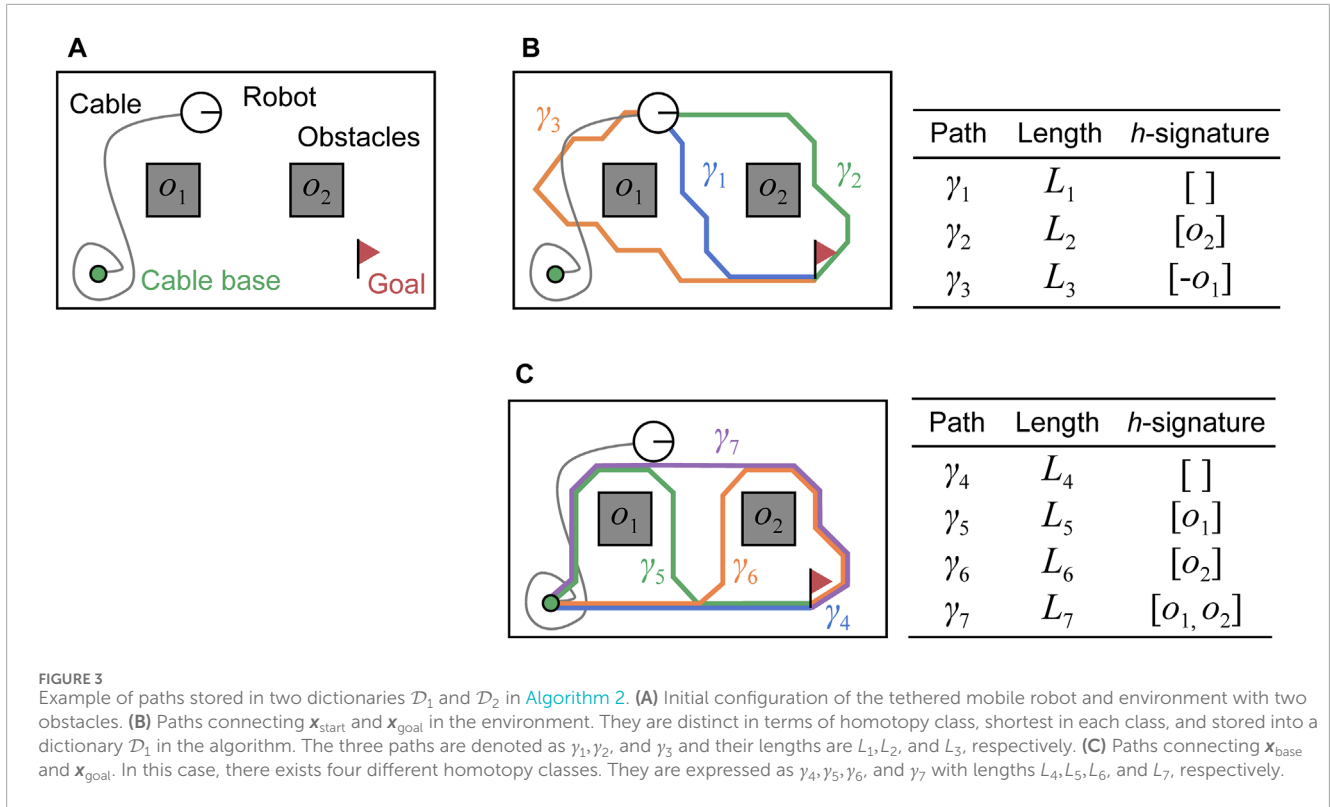 A
Cable
Robot
Obstacles
o₁
o₂
Cable base
Goal
B
γ₃
o₁
γ₁
o₂
γ₂
Path Length h-signature
γ₁ L₁ [ ]
γ₂ L₂ [o₂]
γ₃ L₃ [-o₁]
C
γ₇
o₁
o₂
γ₅
γ₆
γ₄
Path Length h-signature
γ₄ L₄ [ ]
γ₅ L₅ [o₁]
γ₆ L₆ [o₂]
γ₇ L₇ [o₁, o₂]
FIGURE 3
Example of paths stored in two dictionaries 𝒟₁ and 𝒟₂ in Algorithm 2. (A) Initial configuration of the tethered mobile robot and environment with two
obstacles. (B) Paths connecting x_start and x_goal in the environment. They are distinct in terms of homotopy class, shortest in each class, and stored into a
dictionary 𝒟₁ in the algorithm. The three paths are denoted as γ₁,γ₂, and γ₃ and their lengths are L₁,L₂, and L₃, respectively. (C) Paths connecting x_base
and x_goal. In this case, there exists four different homotopy classes. They are expressed as γ₄,γ₅,γ₆, and γ₇ with lengths L₄,L₅,L₆, and L₇, respectively.